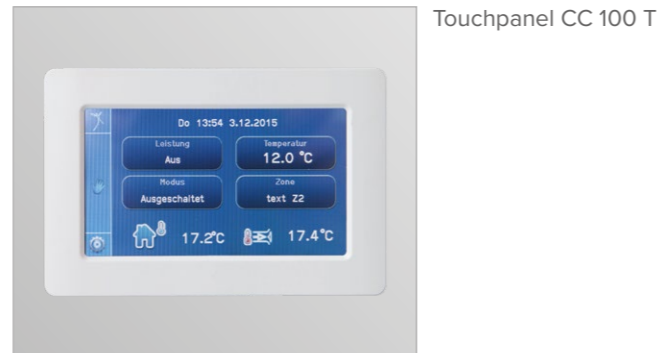 Touchpanel CC 100 T
Do 13:54 3.12.2015
Leistung
Aus
Temperatur
12.0 °C
Modus
Ausgeschaltet
Zone
text Z2
17.2°C
17.4°C